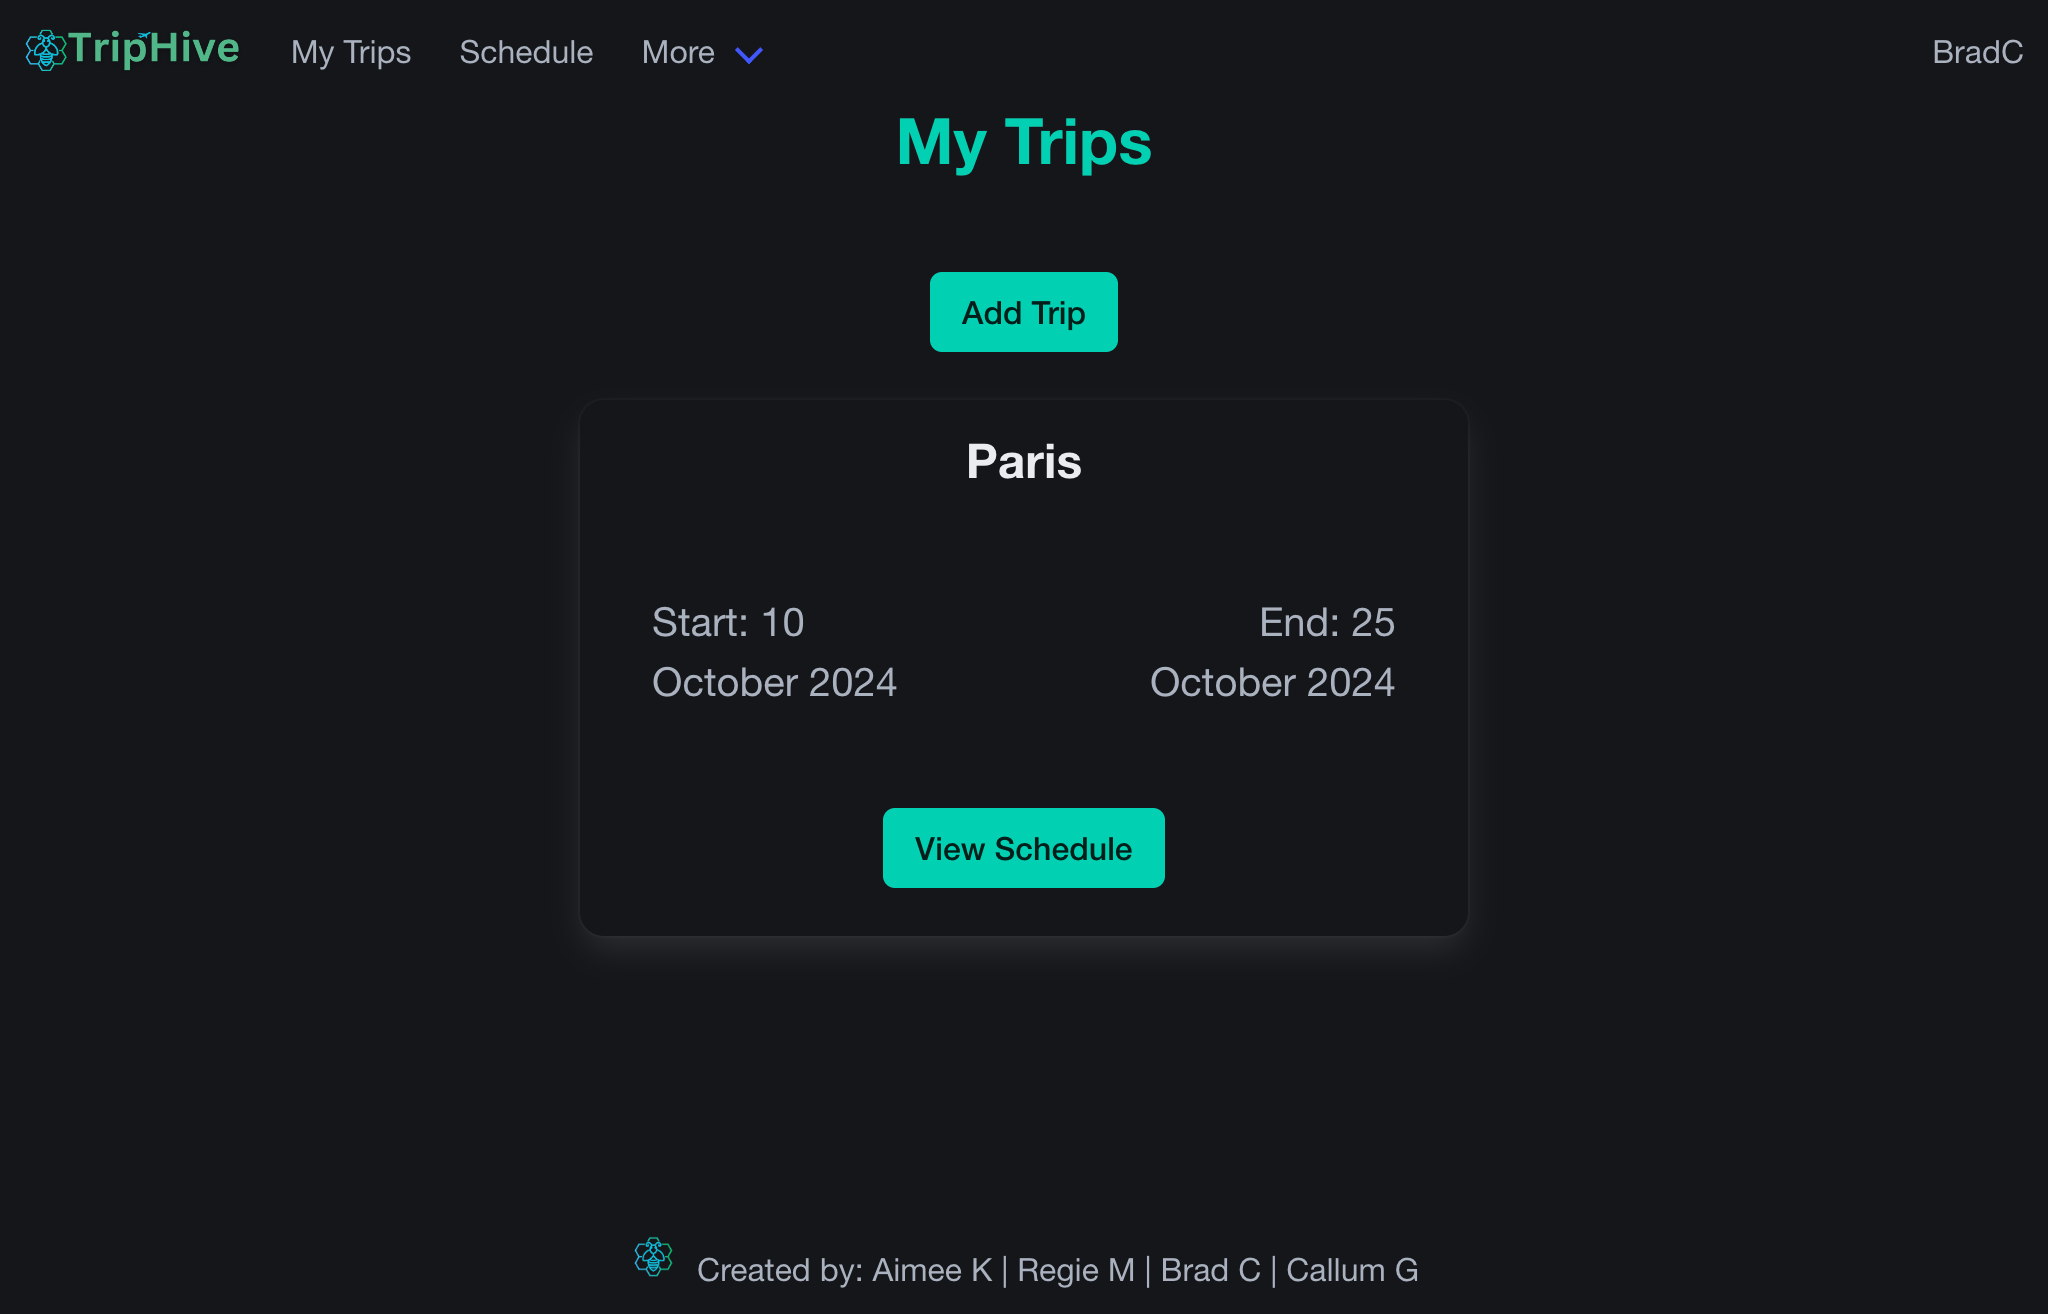 TripHive My Trips Schedule More BradC
My Trips
Add Trip
Paris
Start: 10
October 2024
End: 25
October 2024
View Schedule
Created by: Aimee K | Regie M | Brad C | Callum G